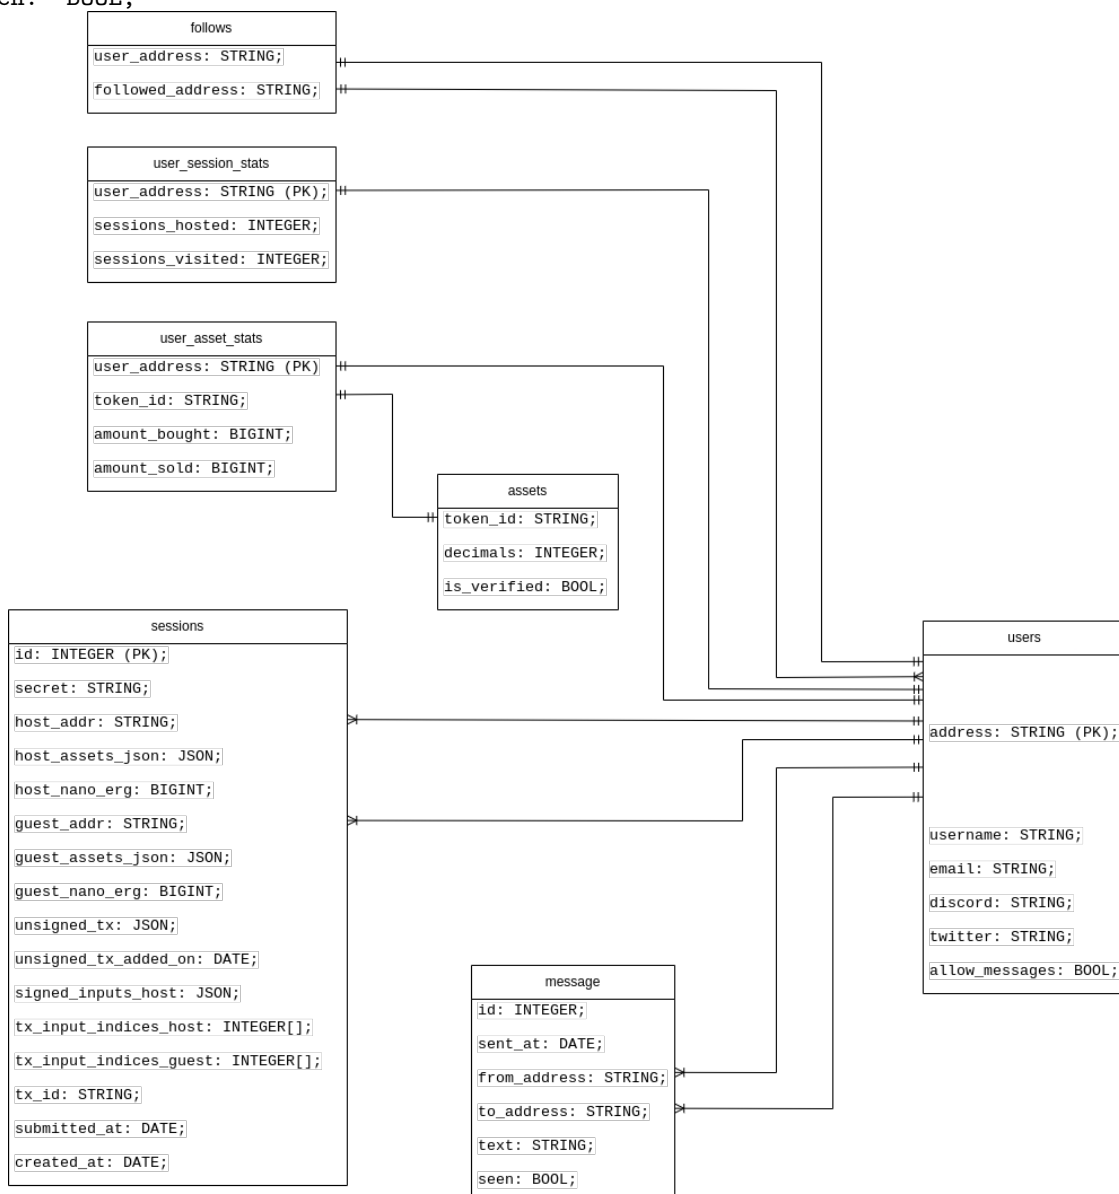 follows
user_address: STRING;
followed_address: STRING;
user_session_stats
user_address: STRING (PK);
sessions_hosted: INTEGER;
sessions_visited: INTEGER;
user_asset_stats
user_address: STRING (PK)
token_id: STRING;
amount_bought: BIGINT;
amount_sold: BIGINT;
assets
token_id: STRING;
decimals: INTEGER;
is_verified: BOOL;
sessions
id: INTEGER (PK);
secret: STRING;
host_addr: STRING;
host_assets_json: JSON;
host_nano_erg: BIGINT;
guest_addr: STRING;
guest_assets_json: JSON;
guest_nano_erg: BIGINT;
unsigned_tx: JSON;
unsigned_tx_added_on: DATE;
signed_inputs_host: JSON;
tx_input_indices_host: INTEGER[];
tx_input_indices_guest: INTEGER[];
tx_id: STRING;
submitted_at: DATE;
created_at: DATE;
users
address: STRING (PK);
username: STRING;
email: STRING;
discord: STRING;
twitter: STRING;
allow_messages: BOOL;
message
id: INTEGER;
sent_at: DATE;
from_address: STRING;
to_address: STRING;
text: STRING;
seen: BOOL;